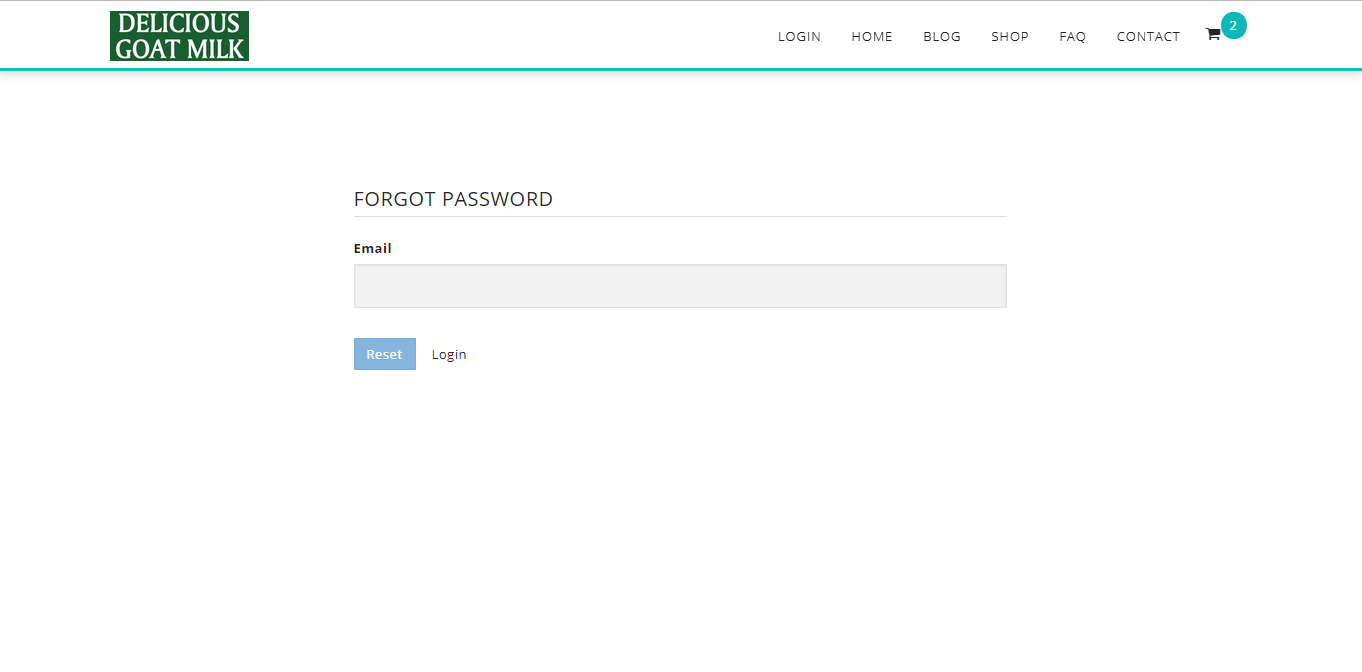 DELICIOUS
GOAT MILK
LOGIN HOME BLOG SHOP FAQ CONTACT 2
FORGOT PASSWORD
Email
Reset Login